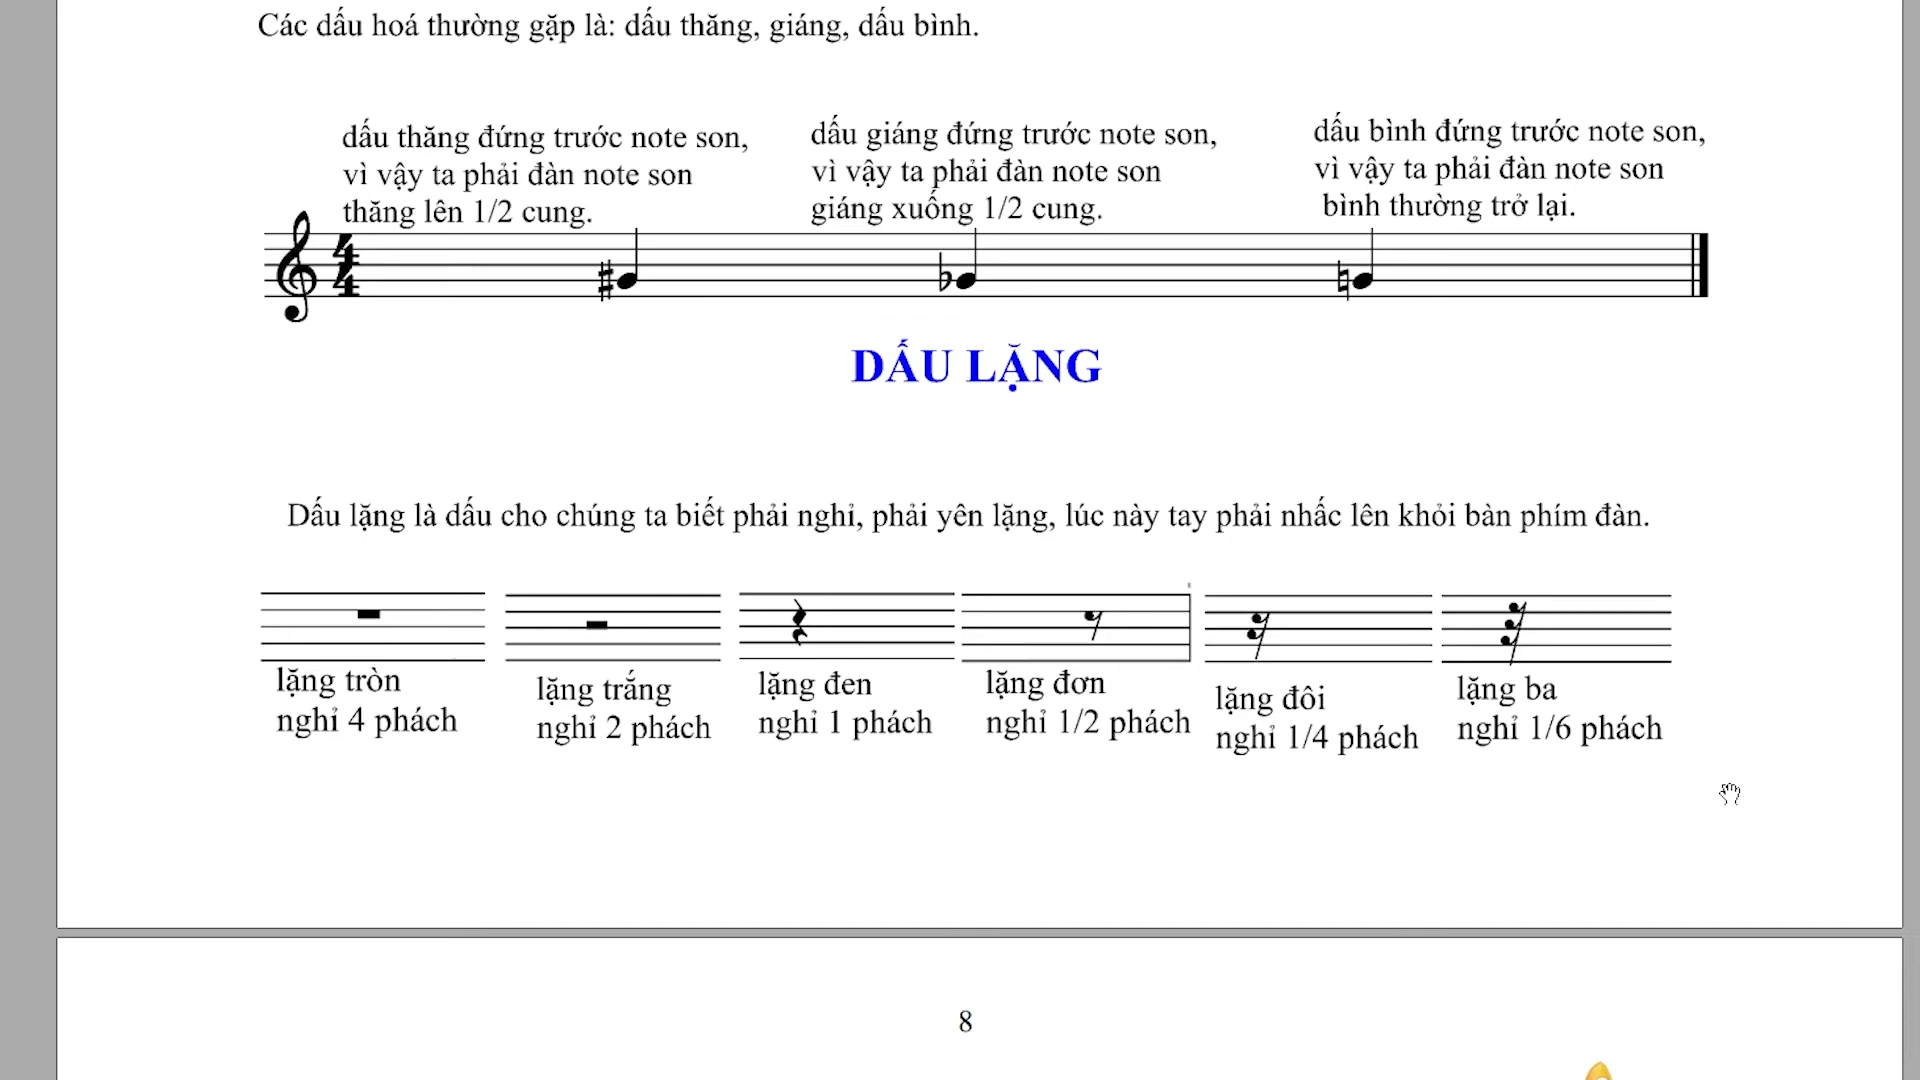 Các dấu hoá thường gặp là: dấu thăng, giáng, dấu bình.
dấu thăng đứng trước note son,
vì vậy ta phải đàn note son
thăng lên 1/2 cung.
dấu giáng đứng trước note son,
vì vậy ta phải đàn note son
giáng xuống 1/2 cung.
dấu bình đứng trước note son,
vì vậy ta phải đàn note son
bình thường trở lại.
4
4
DẤU LẶNG
Dấu lặng là dấu cho chúng ta biết phải nghỉ, phải yên lặng, lúc này tay phải nhấc lên khỏi bàn phím đàn.
lặng tròn
nghỉ 4 phách
lặng trắng
nghỉ 2 phách
lặng đen
nghỉ 1 phách
lặng đơn
nghỉ 1/2 phách
lặng đôi
nghỉ 1/4 phách
lặng ba
nghỉ 1/6 phách
8